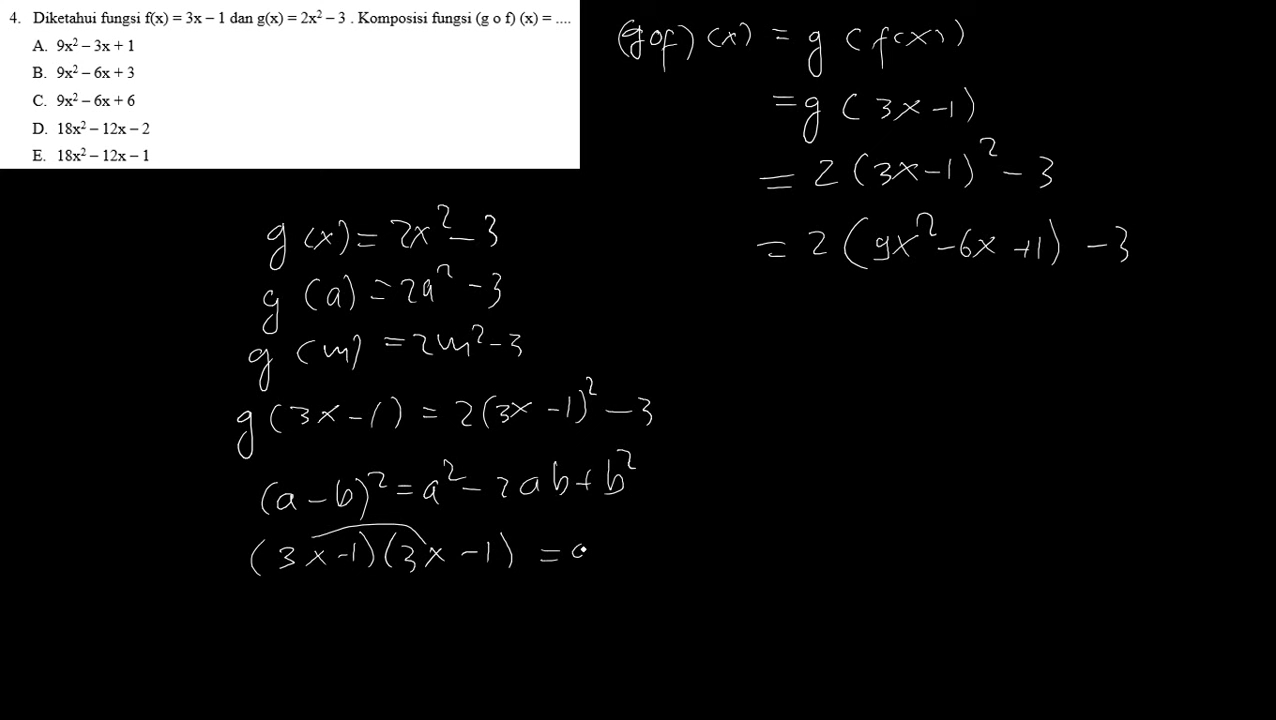 4. Diketahui fungsi f(x) = 3x – 1 dan g(x) = 2x² – 3 . Komposisi fungsi (g o f) (x) = ....
A. 9x² – 3x + 1
B. 9x² – 6x + 3
C. 9x² – 6x + 6
D. 18x² – 12x – 2
E. 18x² – 12x – 1
(gof) (x) = g (f(x))
= g (3x-1)
= 2 (3x-1)² - 3
= 2 (9x² - 6x + 1) - 3
g (x) = 2x² - 3
g (a) = 2a² - 3
g (m) = 2m² - 3
g (3x - 1) = 2 (3x - 1)² - 3
(a - b)² = a² - 2ab + b²
(3x - 1) (3x - 1) =